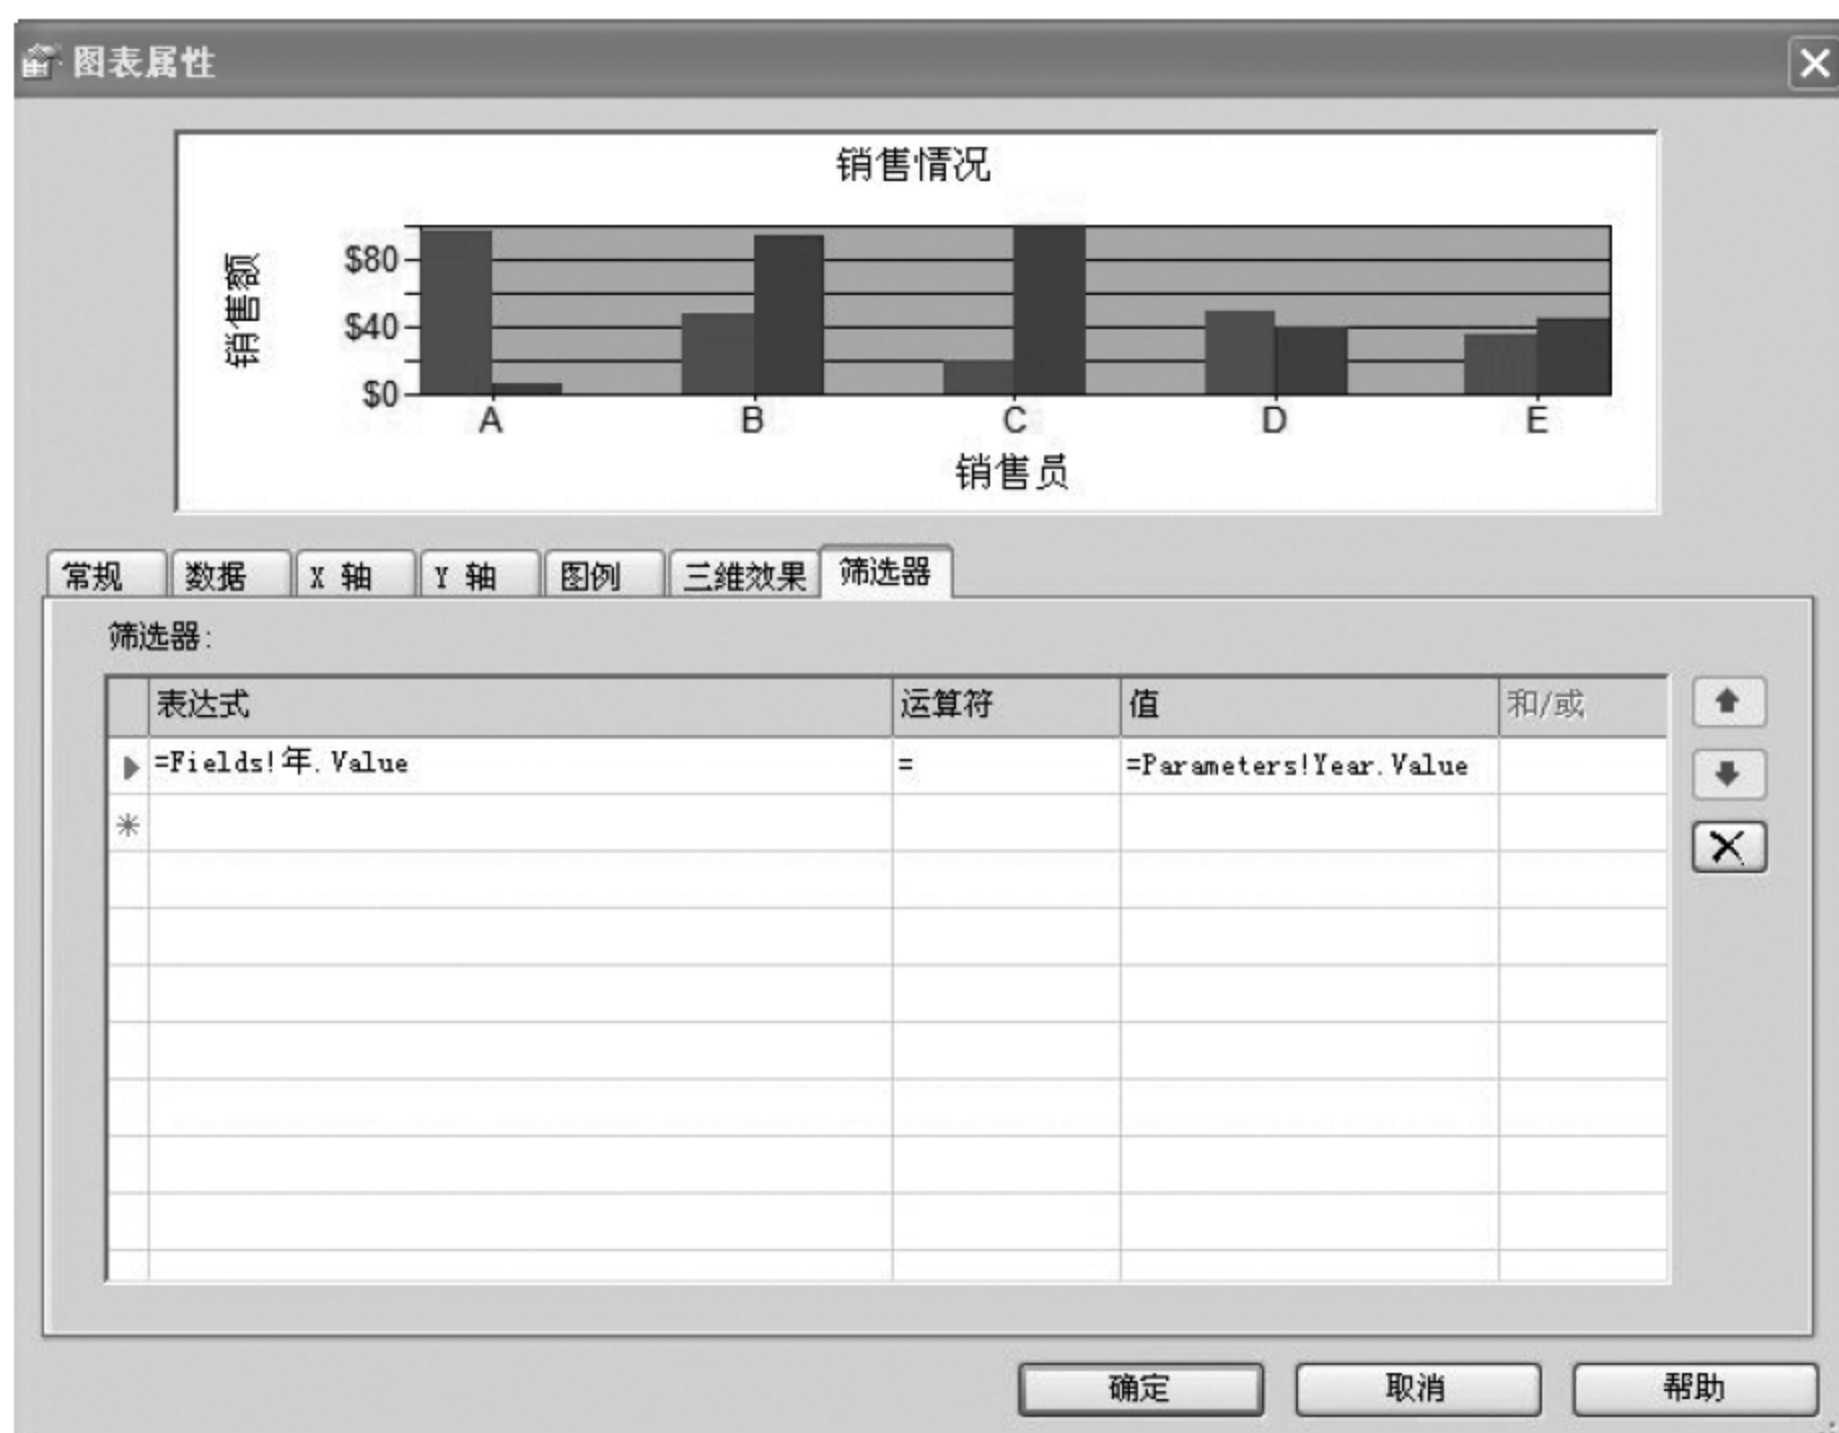 图表属性
销售情况
销售额
$80
$40
$0
A B C D E
销售员
常规 数据 X 轴 Y 轴 图例 三維效果 筛选器
筛选器:
表达式 运算符 值 和/或
=Fields!年.Value = =Parameters!Year.Value
确定 取消 帮助